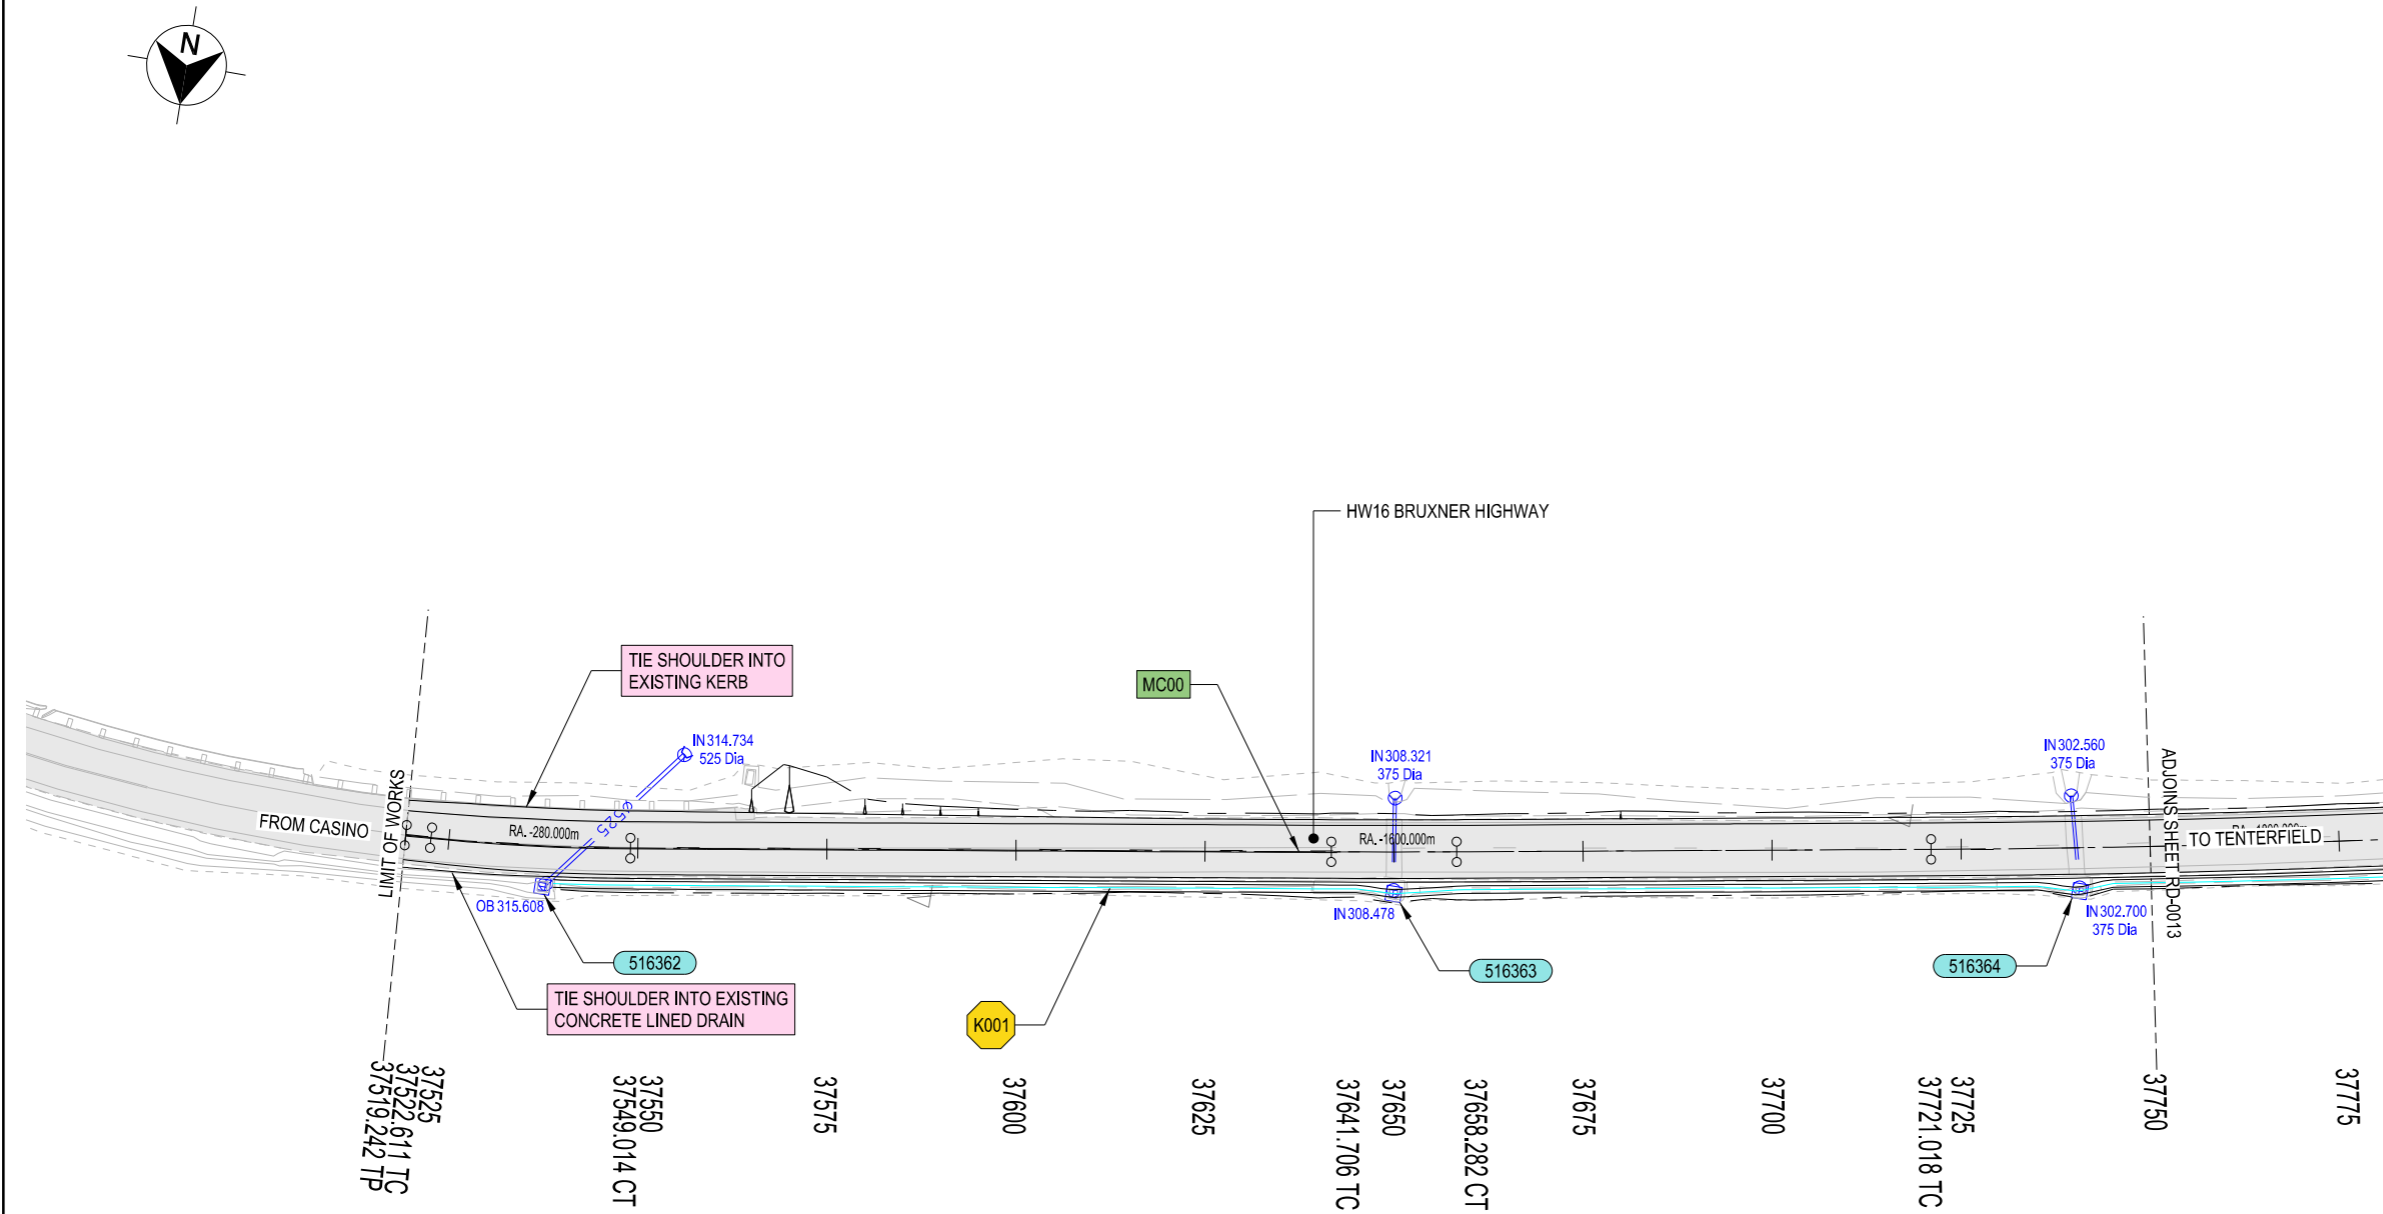 N
HW16 BRUXNER HIGHWAY
TIE SHOULDER INTO
EXISTING KERB
MC00
IN 314.734
525 Dia
IN 308.321
375 Dia
IN 302.560
375 Dia
LIMIT OF WORKS
ADJOINS SHEET RD-0013
FROM CASINO
525
RA. -280.000m
RA. -1600.000m
TO TENTERFIELD
OB 315.608
IN 308.478
IN 302.700
375 Dia
516362
516363
516364
TIE SHOULDER INTO EXISTING
CONCRETE LINED DRAIN
K001
37519.242 TP
37522.611 TC
37525
37549.014 CT
37550
37575
37600
37625
37641.706 TC
37650
37658.282 CT
37675
37700
37721.018 TC
37725
37750
37775